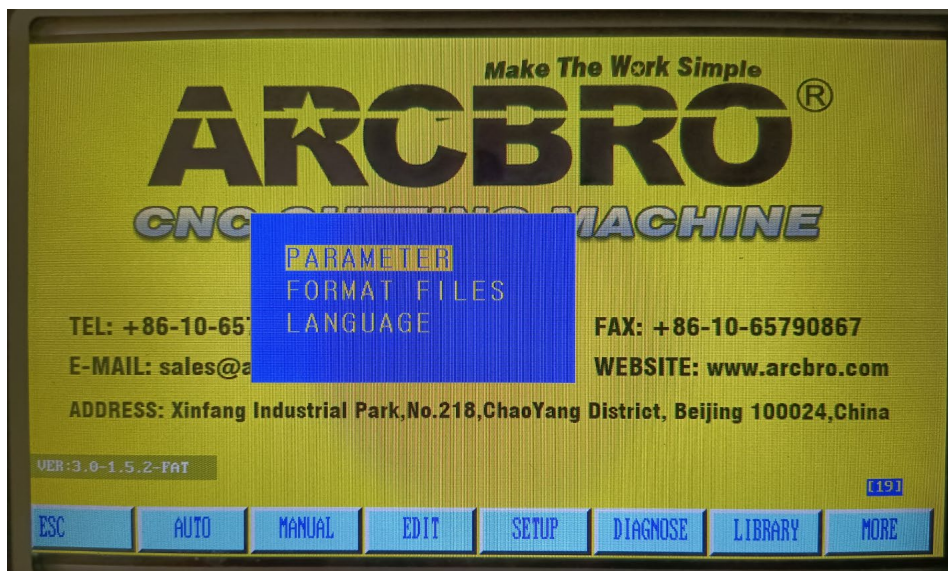 Make The Work Simple
ARCBRO®
CNC MACHINE
PARAMETER
FORMAT FILES
LANGUAGE
TEL: +86-10-657 FAX: +86-10-65790867
E-MAIL: sales@a WEBSITE: www.arcbro.com
ADDRESS: Xinfang Industrial Park,No.218,ChaoYang District, Beijing 100024,China
VER:3.0-1.5.2-FAT
[19]
ESC AUTO MANUAL EDIT SETUP DIAGNOSE LIBRARY MORE